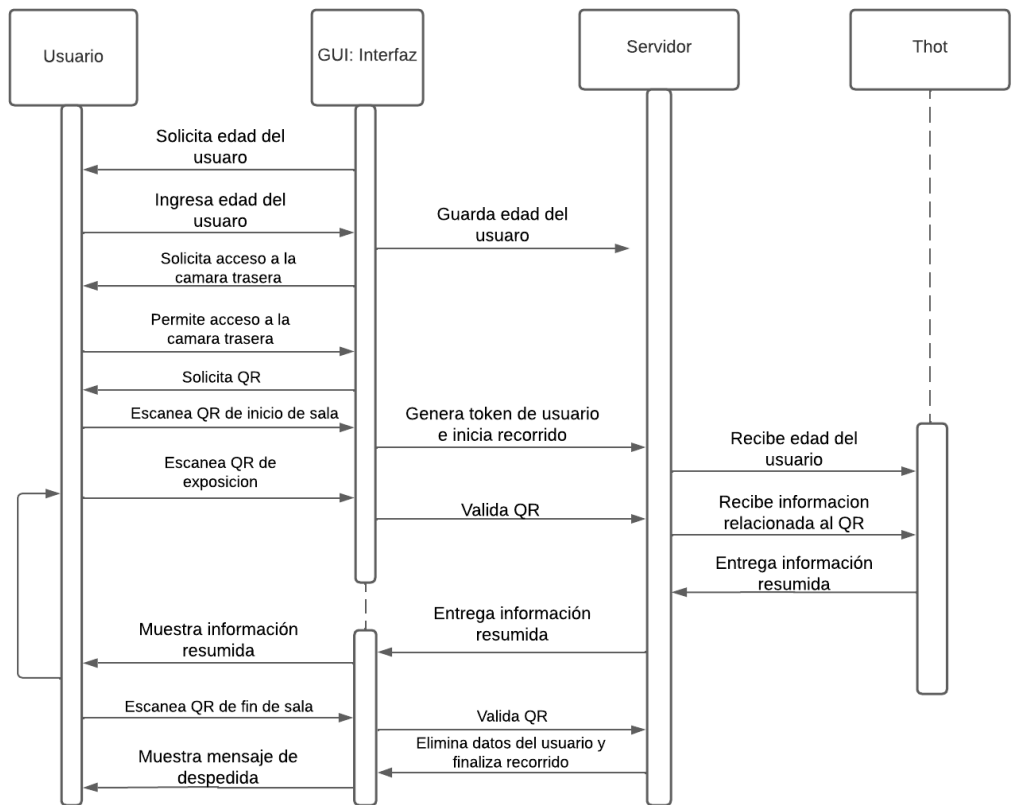 Usuario
GUI: Interfaz
Servidor
Thot
Solicita edad del
usuaro
Ingresa edad del
usuaro
Guarda edad del
usuaro
Solicita acceso a la
camara trasera
Permite acceso a la
camara trasera
Solicita QR
Escanea QR de inicio de sala
Genera token de usuario
e inicia recorrido
Recibe edad del
usuario
Escanea QR de
exposicion
Valida QR
Recibe informacion
relacionada al QR
Entrega información
resumida
Entrega información
resumida
Muestra información
resumida
Escanea QR de fin de sala
Valida QR
Elimina datos del usuario y
finaliza recorrido
Muestra mensaje de
despedida